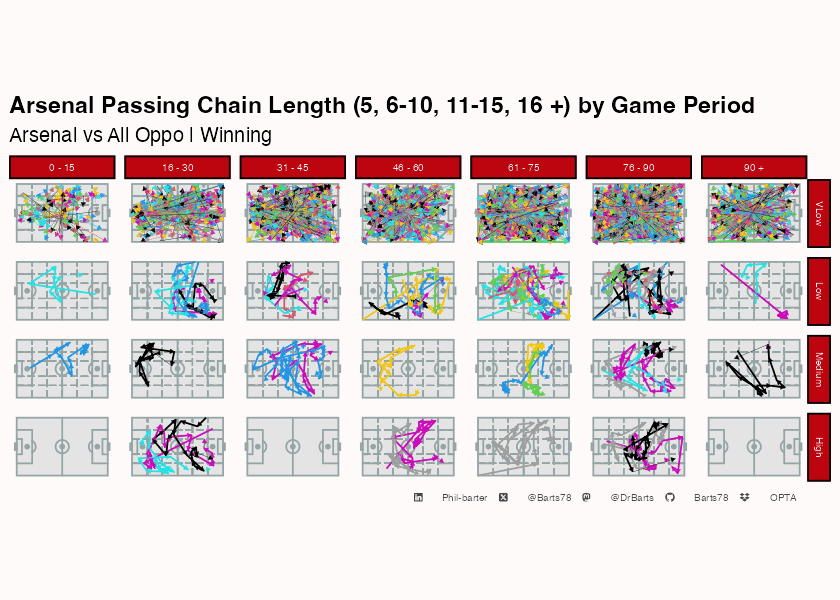 Arsenal Passing Chain Length (5, 6-10, 11-15, 16 +) by Game Period
Arsenal vs All Oppo | Winning
0 - 15
16 - 30
31 - 45
46 - 60
61 - 75
76 - 90
90 +
V.Low
Low
Medium
High
Phil-barter @Barts78 @DrBarts Barts78 OPTA